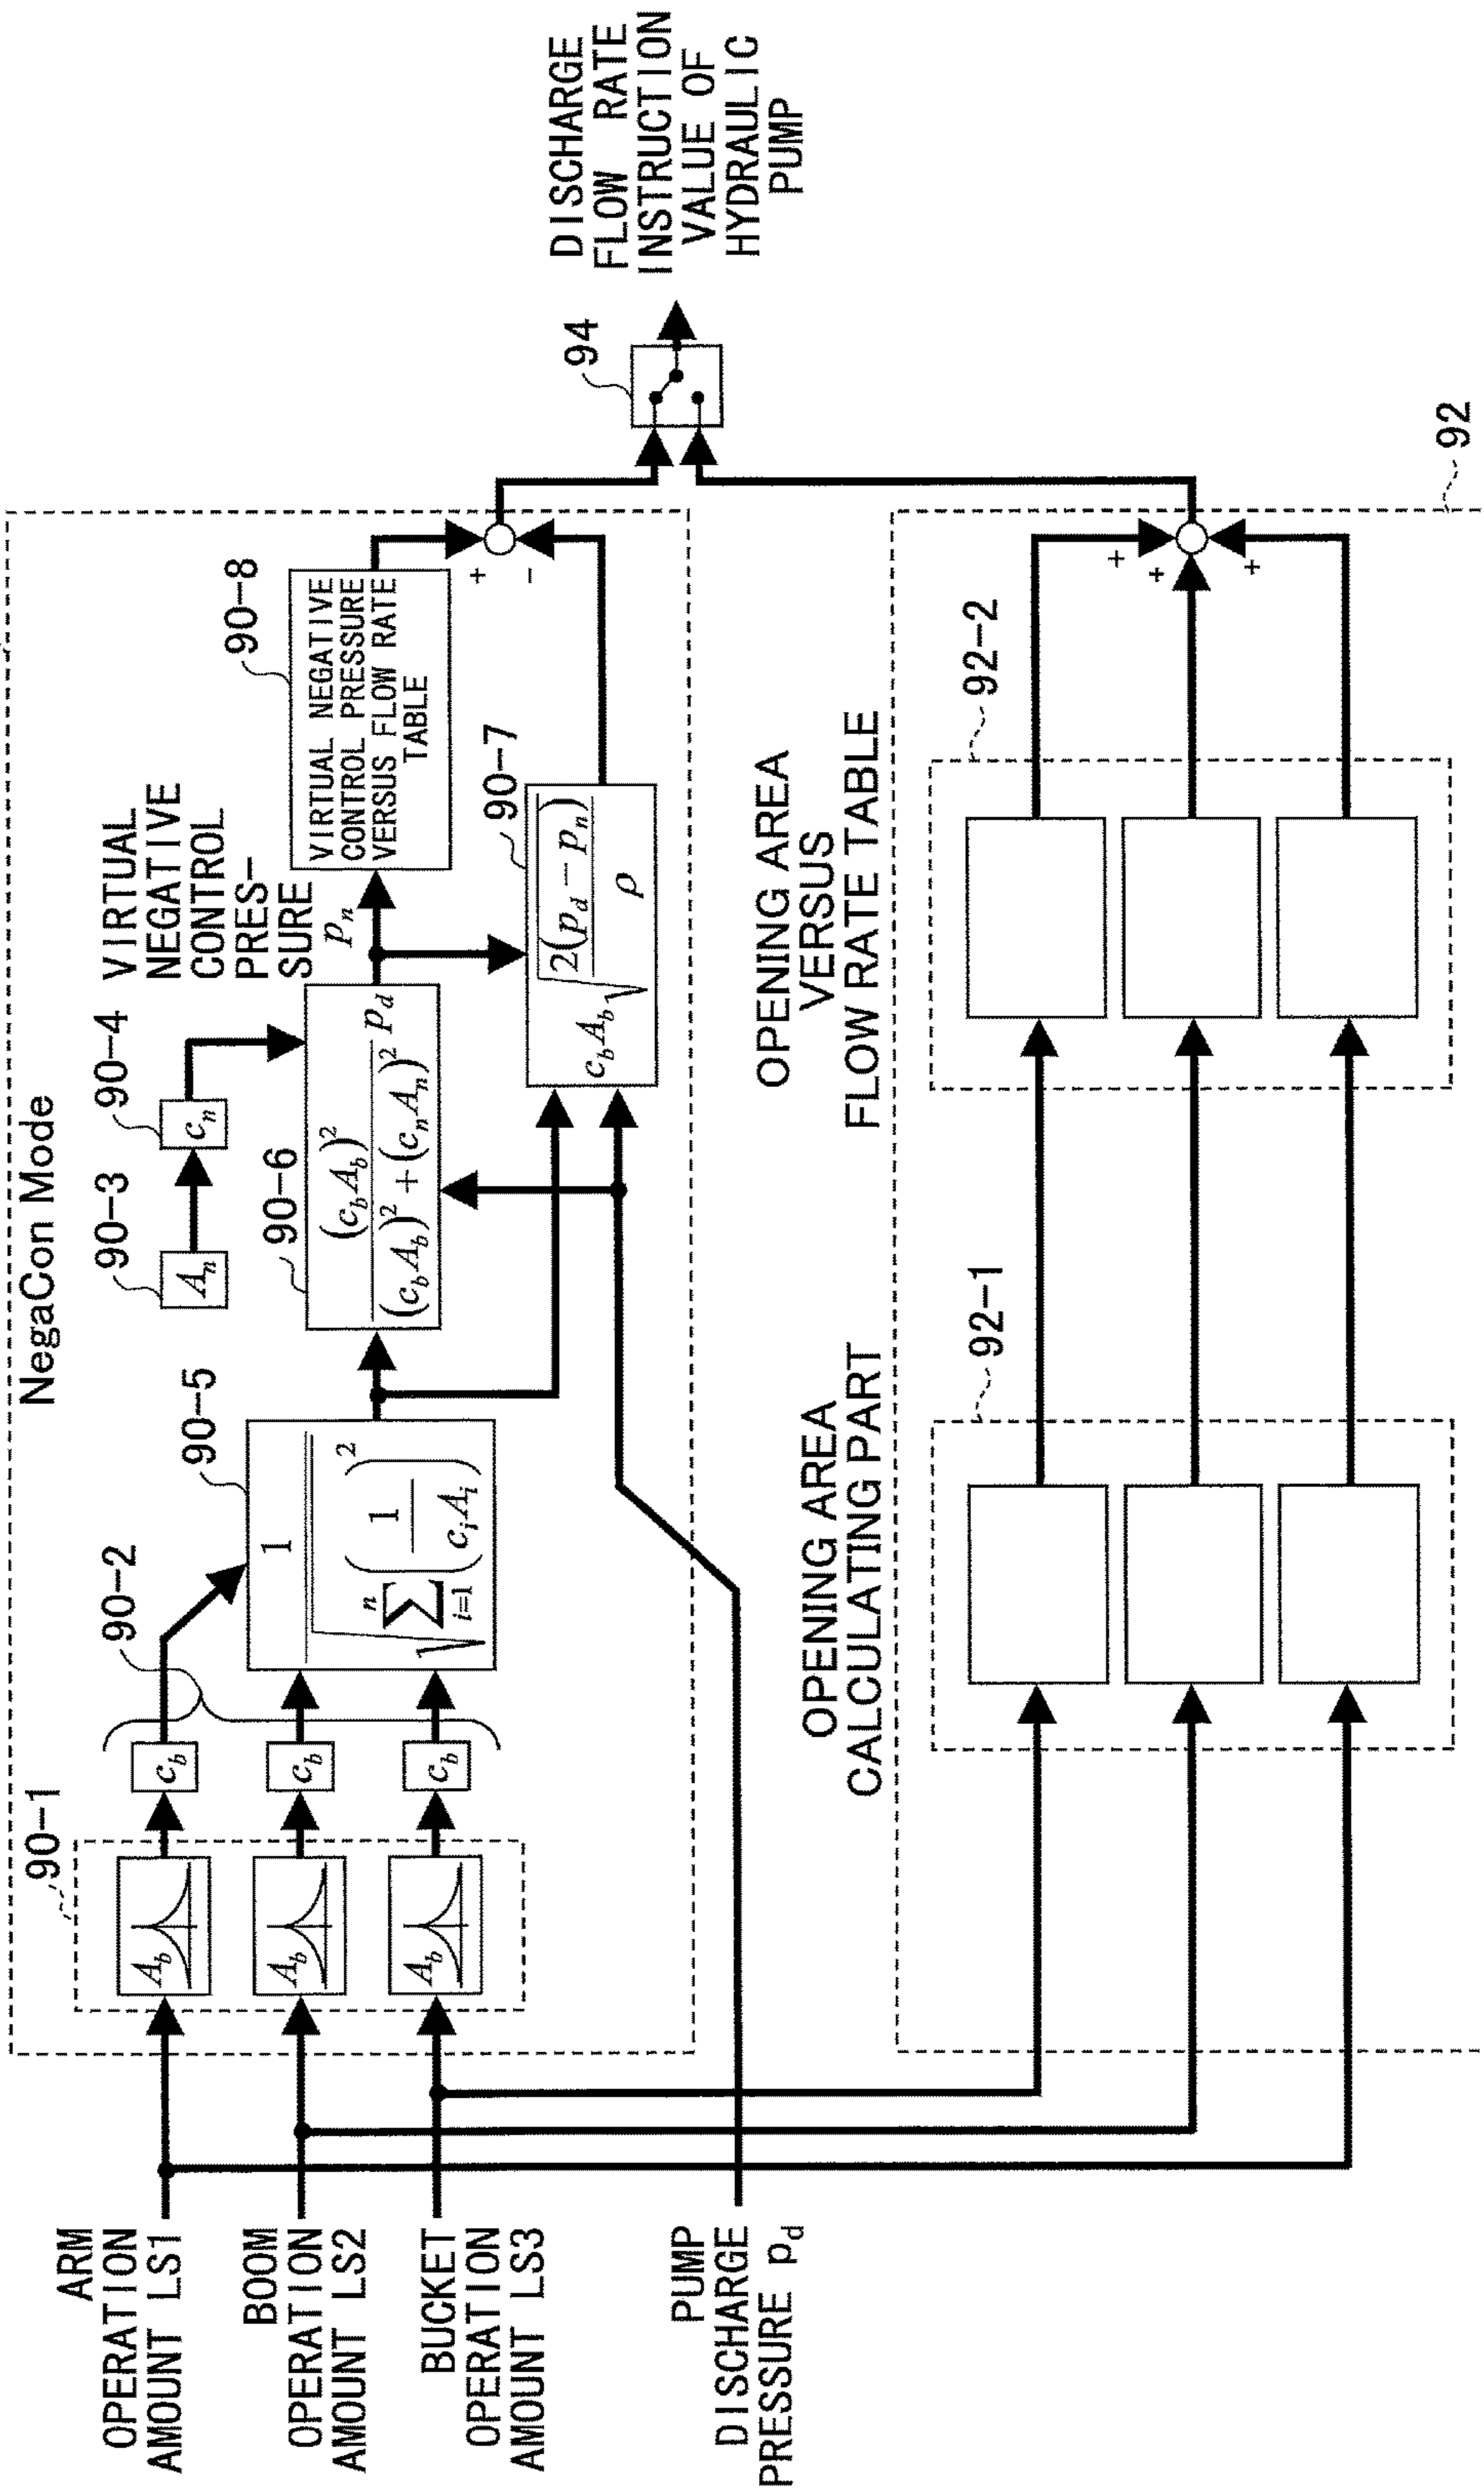 NegaCon Mode
ARM
OPERATION
AMOUNT LS1
BOOM
OPERATION
AMOUNT LS2
BUCKET
OPERATION
AMOUNT LS3
PUMP
DISCHARGE
PRESSURE p_d
90-1
A_b
A_b
A_b
90-2
c_b
c_b
c_b
90-5
1 / √(∑_{i=1}^{n} (1 / (c_i A_i))^2)
90-3
A_n
90-4
c_n
90-6
(c_b A_b)^2 / ((c_b A_b)^2 + (c_n A_n)^2) p_d
VIRTUAL
NEGATIVE
CONTROL
PRES-
SURE
p_n
90-7
c_b A_b √(2(p_d − p_n) / ρ)
90-8
VIRTUAL NEGATIVE
CONTROL PRESSURE
VERSUS FLOW RATE
TABLE
+
−
94
DISCHARGE
FLOW RATE
INSTRUCTION
VALUE OF
HYDRAULIC
PUMP
OPENING AREA
CALCULATING PART
92-1
OPENING AREA
VERSUS
FLOW RATE TABLE
92-2
+
+
+
92